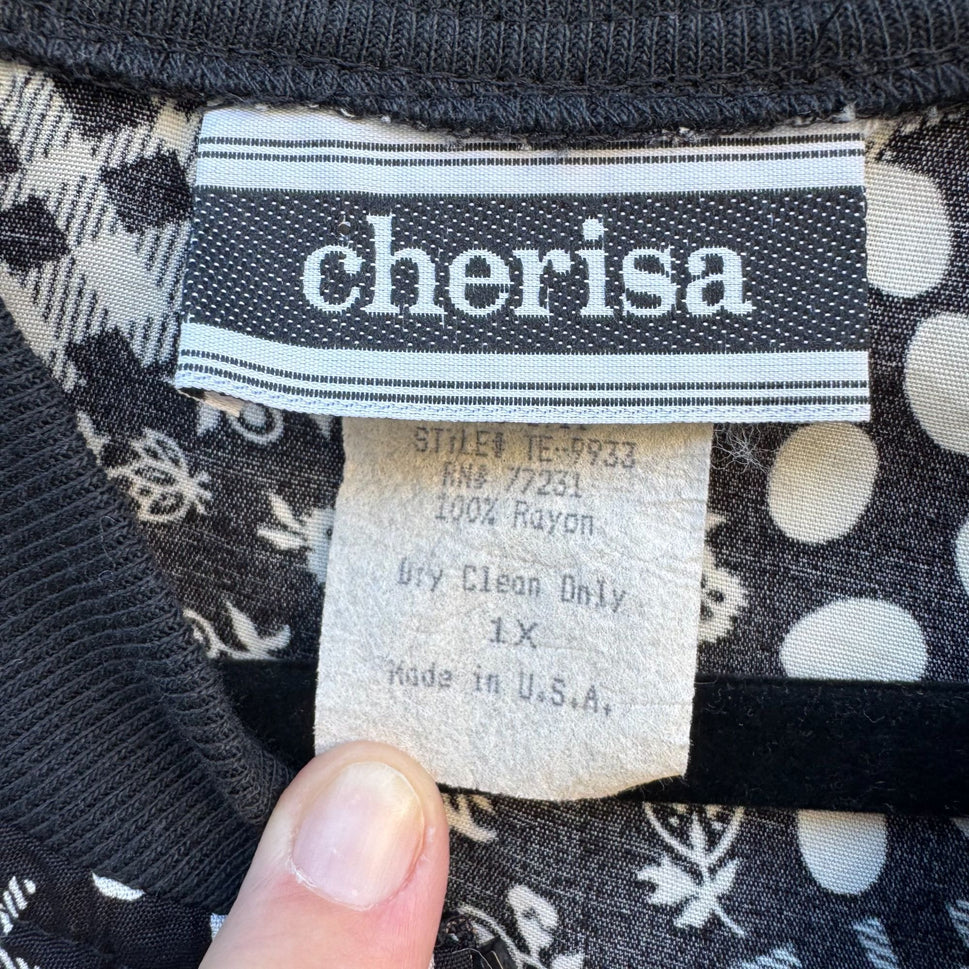 cherisa
STYLE# TE-9933
RN# 77231
100% Rayon
Dry Clean Only
1X
Made in U.S.A.